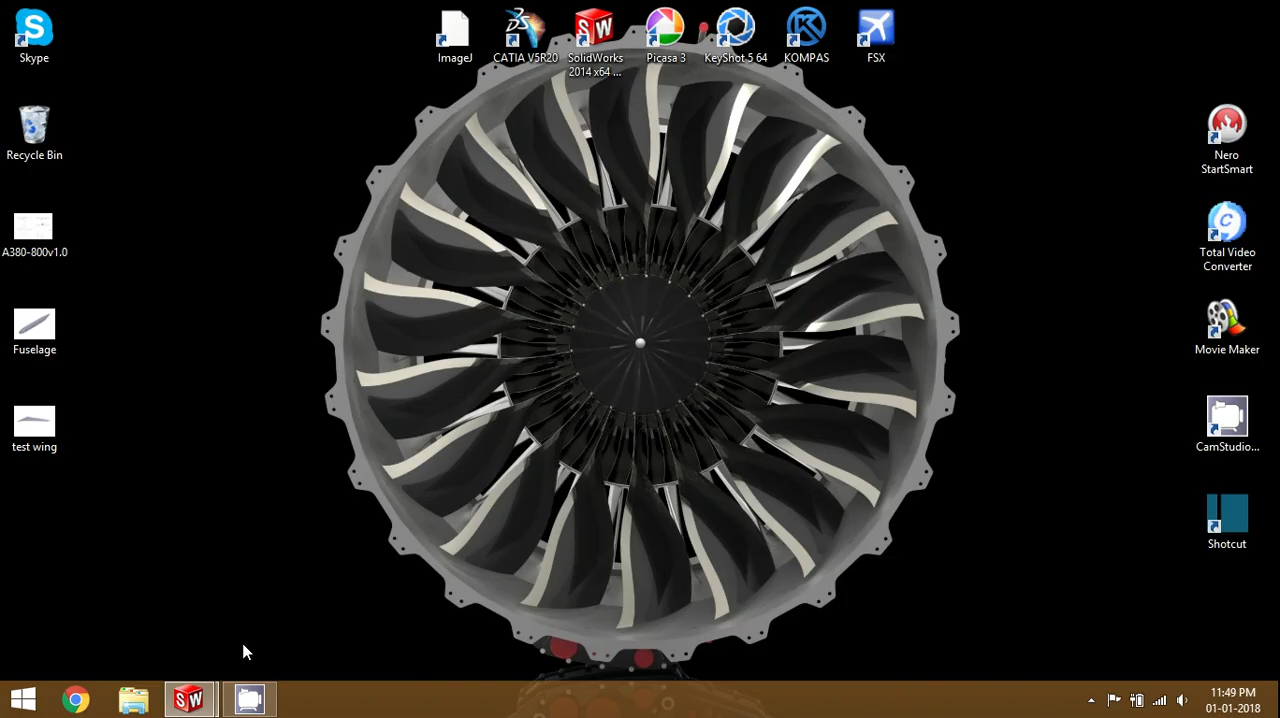 Skype
ImageJ
CATIA V5R20
SolidWorks
2014 x64 ...
Picasa 3
KeyShot 5 64
KOMPAS
FSX
Recycle Bin
A380-800v1.0
Fuselage
test wing
Nero
StartSmart
Total Video
Converter
Movie Maker
CamStudio...
Shotcut
11:49 PM
01-01-2018